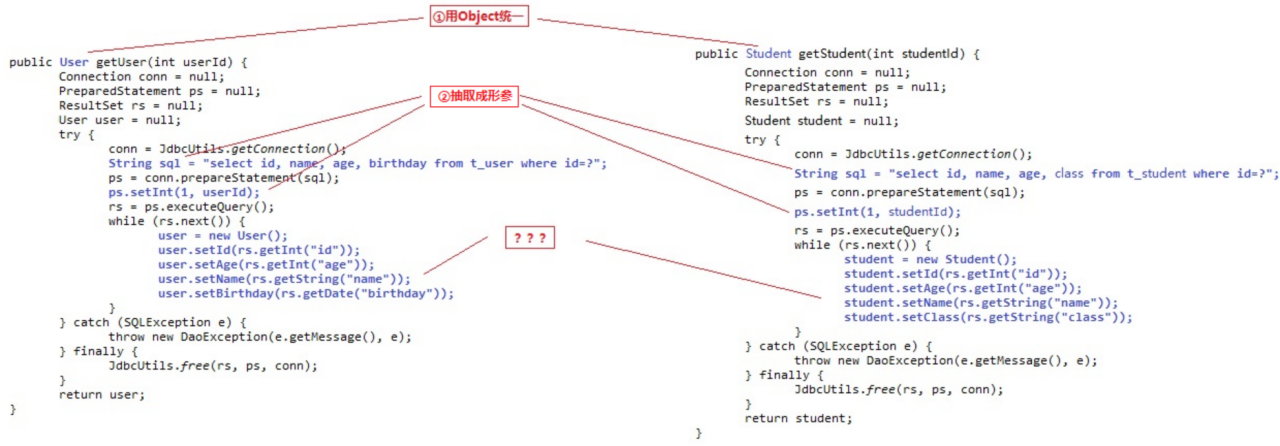 ①用Object统一
public User getUser(int userId) {
Connection conn = null;
PreparedStatement ps = null;
ResultSet rs = null;
User user = null;
try {
conn = JdbcUtils.getConnection();
String sql = "select id, name, age, birthday from t_user where id=?";
ps = conn.prepareStatement(sql);
ps.setInt(1, userId);
rs = ps.executeQuery();
while (rs.next()) {
user = new User();
user.setId(rs.getInt("id"));
user.setAge(rs.getInt("age"));
user.setName(rs.getString("name"));
user.setBirthday(rs.getDate("birthday"));
}
} catch (SQLException e) {
throw new DaoException(e.getMessage(), e);
} finally {
JdbcUtils.free(rs, ps, conn);
}
return user;
}
②抽取成形参
？？？
public Student getStudent(int studentId) {
Connection conn = null;
PreparedStatement ps = null;
ResultSet rs = null;
Student student = null;
try {
conn = JdbcUtils.getConnection();
String sql = "select id, name, age, class from t_student where id=?";
ps = conn.prepareStatement(sql);
ps.setInt(1, studentId);
rs = ps.executeQuery();
while (rs.next()) {
student = new Student();
student.setId(rs.getInt("id"));
student.setAge(rs.getInt("age"));
student.setName(rs.getString("name"));
student.setClass(rs.getString("class"));
}
} catch (SQLException e) {
throw new DaoException(e.getMessage(), e);
} finally {
JdbcUtils.free(rs, ps, conn);
}
return student;
}